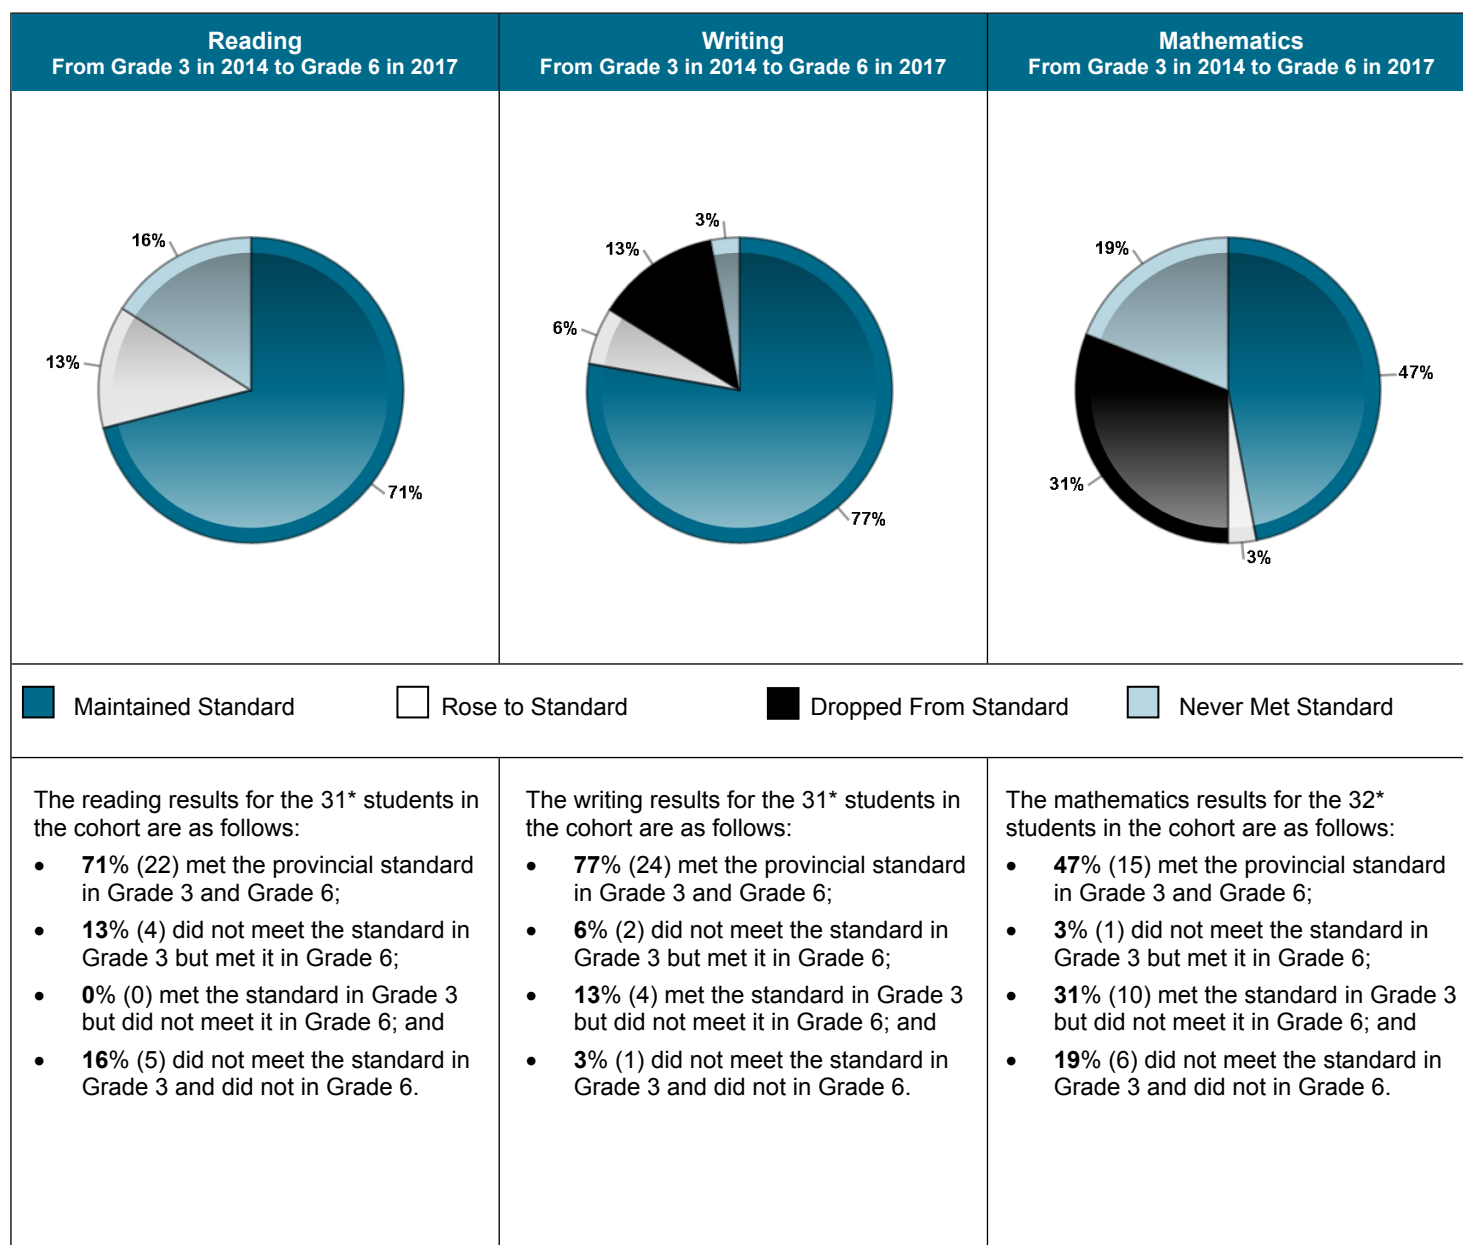 Reading
From Grade 3 in 2014 to Grade 6 in 2017
Writing
From Grade 3 in 2014 to Grade 6 in 2017
Mathematics
From Grade 3 in 2014 to Grade 6 in 2017
16%
13%
71%
3%
13%
6%
77%
19%
47%
31%
3%
Maintained Standard
Rose to Standard
Dropped From Standard
Never Met Standard
The reading results for the 31* students in
the cohort are as follows:
• 71% (22) met the provincial standard
in Grade 3 and Grade 6;
• 13% (4) did not meet the standard in
Grade 3 but met it in Grade 6;
• 0% (0) met the standard in Grade 3
but did not meet it in Grade 6; and
• 16% (5) did not meet the standard in
Grade 3 and did not in Grade 6.
The writing results for the 31* students in
the cohort are as follows:
• 77% (24) met the provincial standard
in Grade 3 and Grade 6;
• 6% (2) did not meet the standard in
Grade 3 but met it in Grade 6;
• 13% (4) met the standard in Grade 3
but did not meet it in Grade 6; and
• 3% (1) did not meet the standard in
Grade 3 and did not in Grade 6.
The mathematics results for the 32*
students in the cohort are as follows:
• 47% (15) met the provincial standard
in Grade 3 and Grade 6;
• 3% (1) did not meet the standard in
Grade 3 but met it in Grade 6;
• 31% (10) met the standard in Grade 3
but did not meet it in Grade 6; and
• 19% (6) did not meet the standard in
Grade 3 and did not in Grade 6.